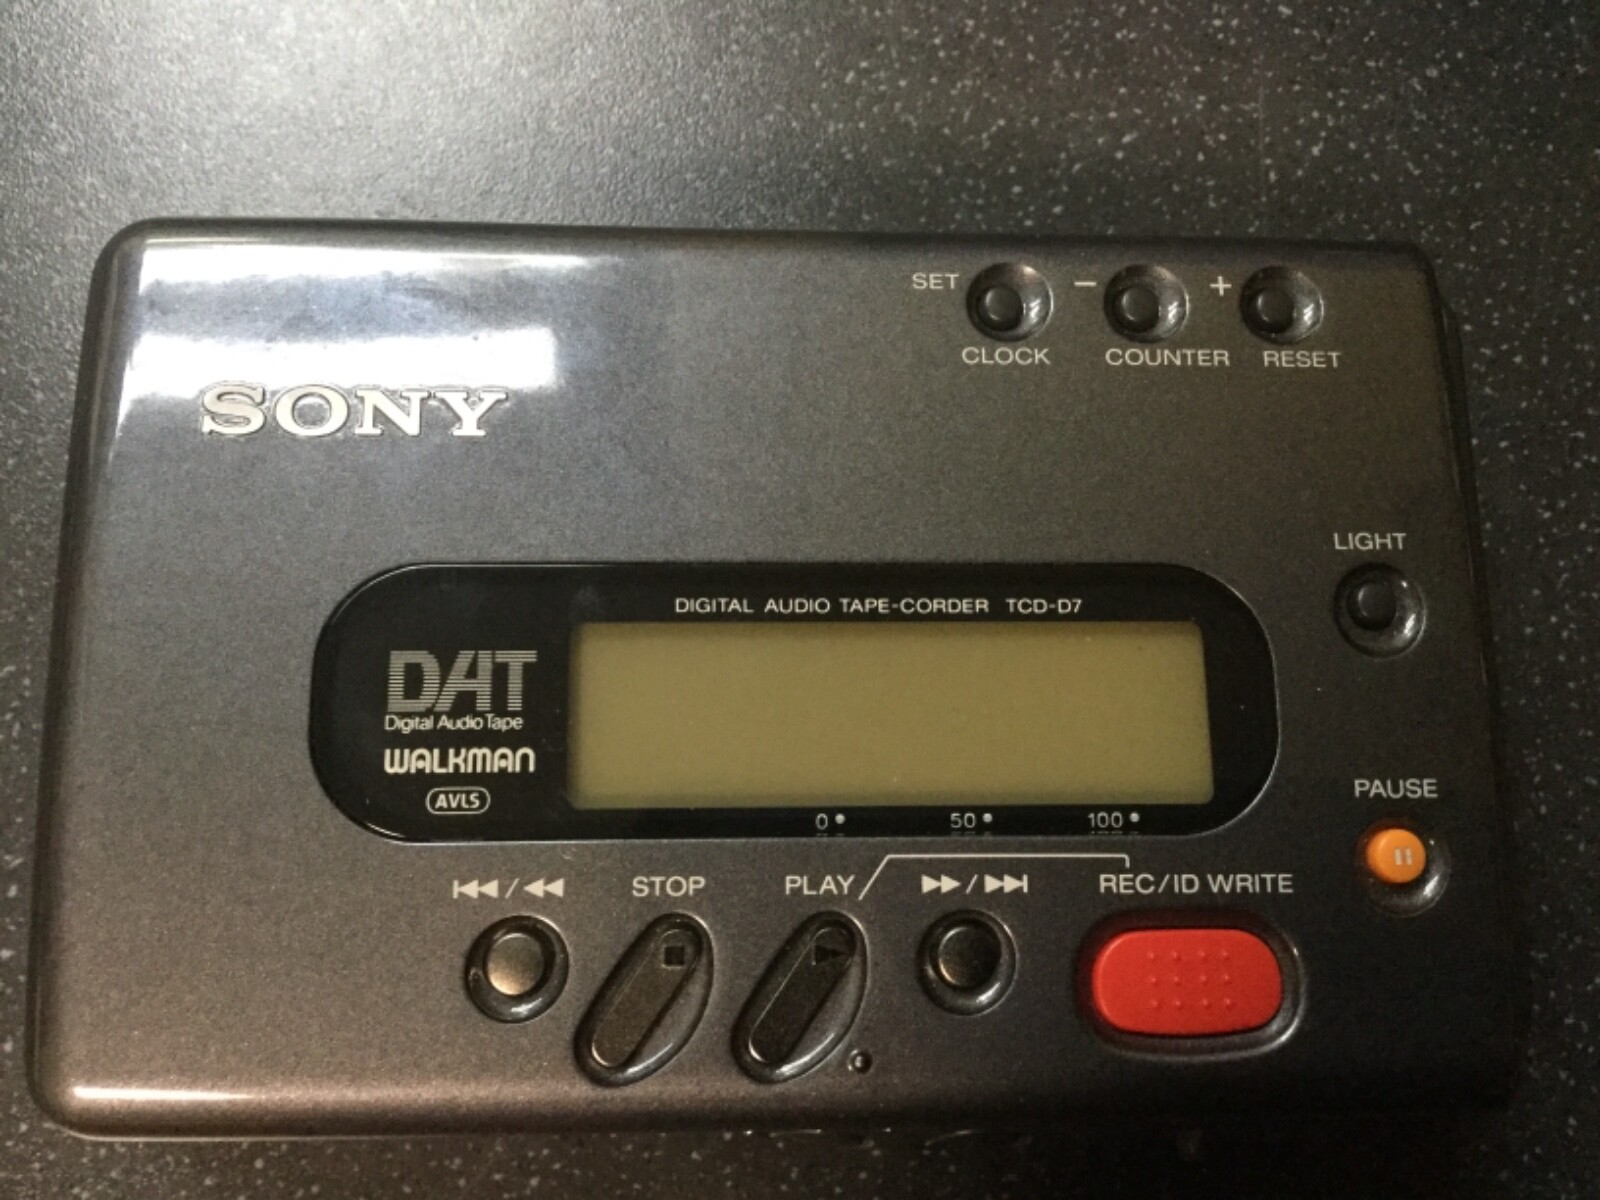 SET - +
CLOCK COUNTER RESET
SONY
LIGHT
DIGITAL AUDIO TAPE-CORDER TCD-D7
DAT
Digital Audio Tape
WALKMAN
AVLS
0 50 100
PAUSE
STOP PLAY/ REC/ID WRITE